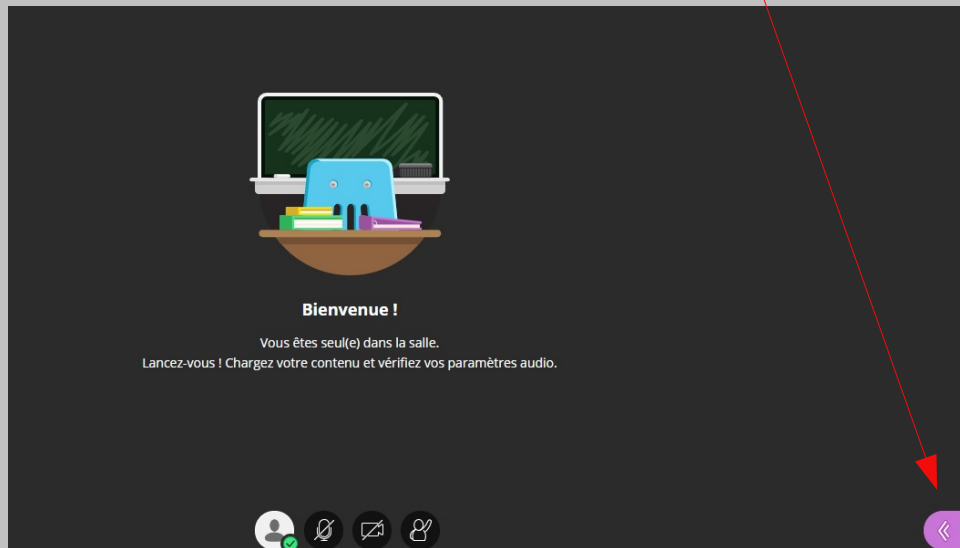 Bienvenue !
Vous êtes seul(e) dans la salle.
Lancez-vous ! Chargez votre contenu et vérifiez vos paramètres audio.